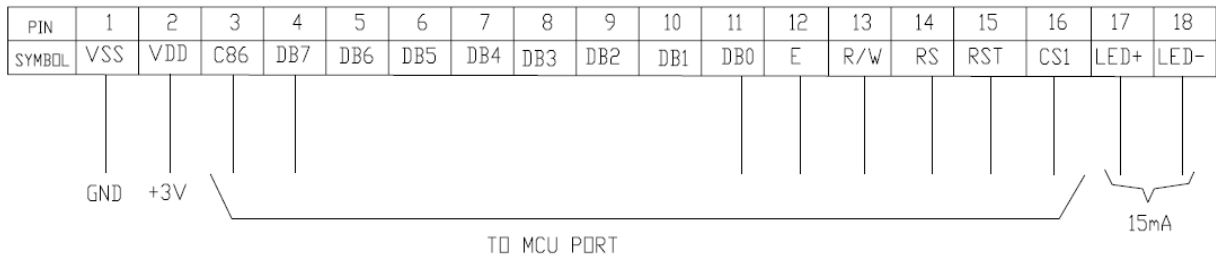 PIN 1 2 3 4 5 6 7 8 9 10 11 12 13 14 15 16 17 18
SYMBOL VSS VDD C86 DB7 DB6 DB5 DB4 DB3 DB2 DB1 DB0 E R/W RS RST CS1 LED+ LED-
GND +3V
15mA
TO MCU PORT